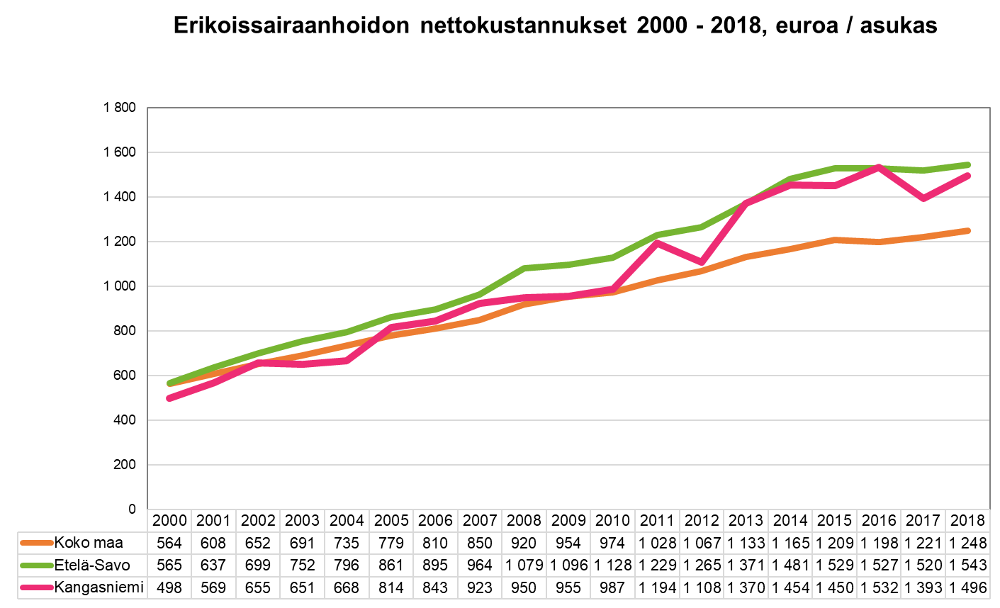 Erikoissairaanhoidon nettokustannukset 2000 - 2018, euroa / asukas
1 800
1 600
1 400
1 200
1 000
800
600
400
200
0
2000 2001 2002 2003 2004 2005 2006 2007 2008 2009 2010 2011 2012 2013 2014 2015 2016 2017 2018
Koko maa 564 608 652 691 735 779 810 850 920 954 974 1 028 1 067 1 133 1 165 1 209 1 198 1 221 1 248
Etelä-Savo 565 637 699 752 796 861 895 964 1 079 1 096 1 128 1 229 1 265 1 371 1 481 1 529 1 527 1 520 1 543
Kangasniemi 498 569 655 651 668 814 843 923 950 955 987 1 194 1 108 1 370 1 454 1 450 1 532 1 393 1 496